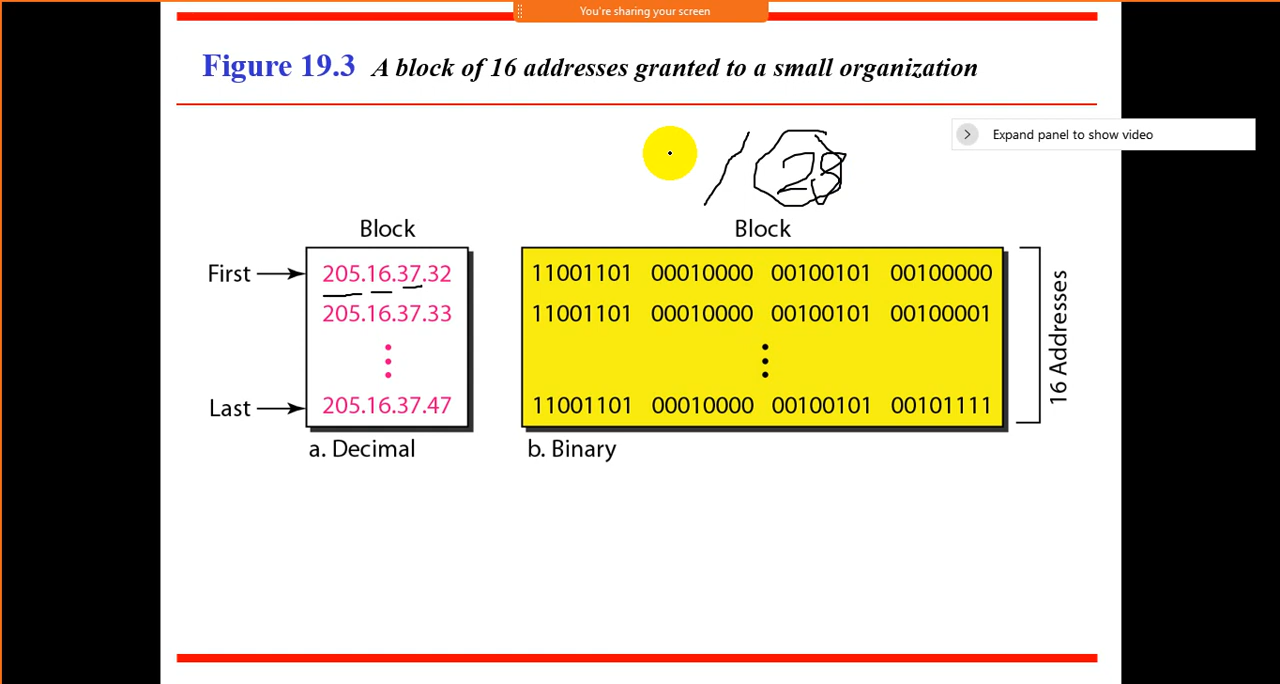 You're sharing your screen
Figure 19.3 A block of 16 addresses granted to a small organization
Expand panel to show video
/28
Block
Block
First
205.16.37.32
11001101 00010000 00100101 00100000
205.16.37.33
11001101 00010000 00100101 00100001
Last
205.16.37.47
11001101 00010000 00100101 00101111
16 Addresses
a. Decimal
b. Binary